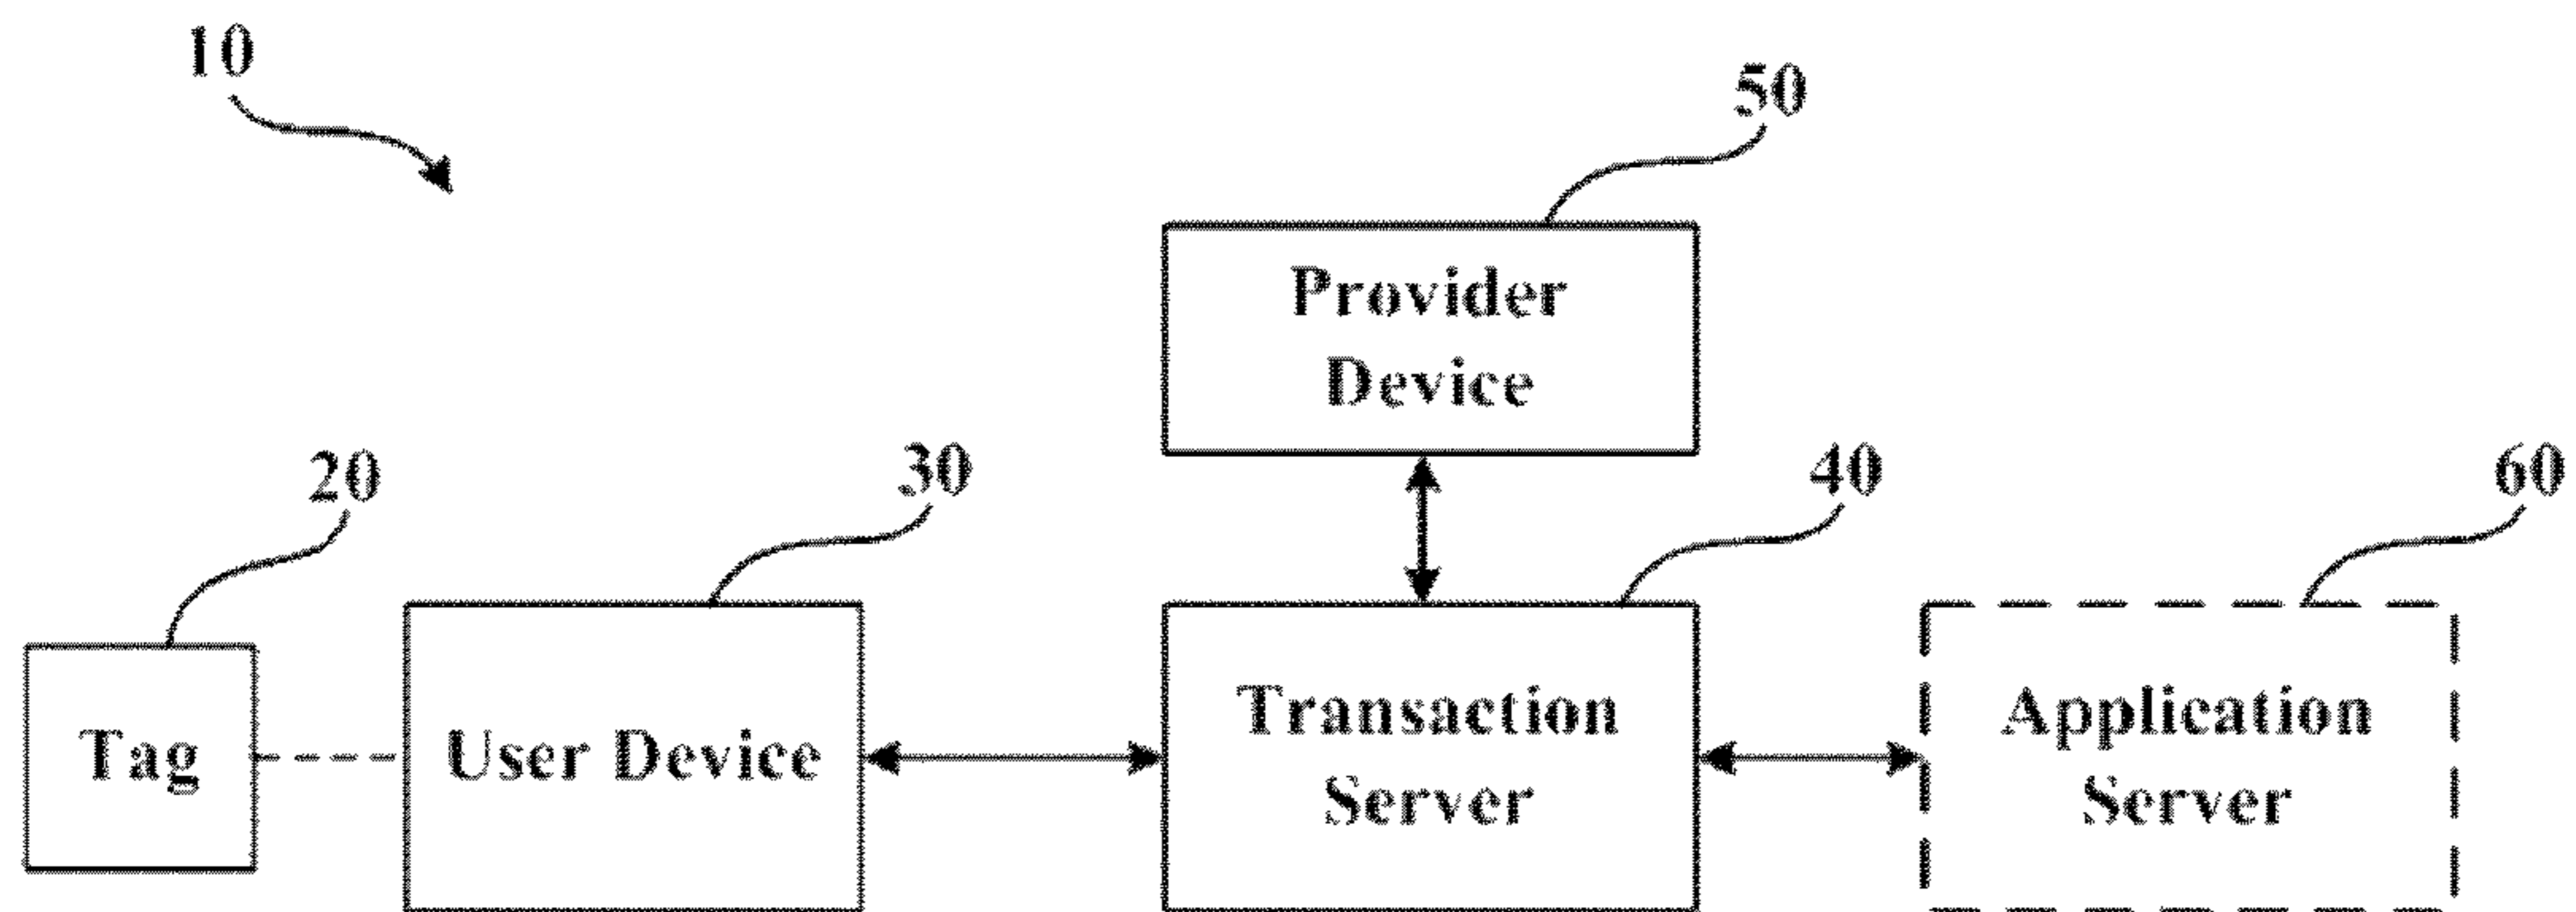 10
50
Provider
Device
20
30
40
60
Tag
User Device
Transaction
Server
Application
Server